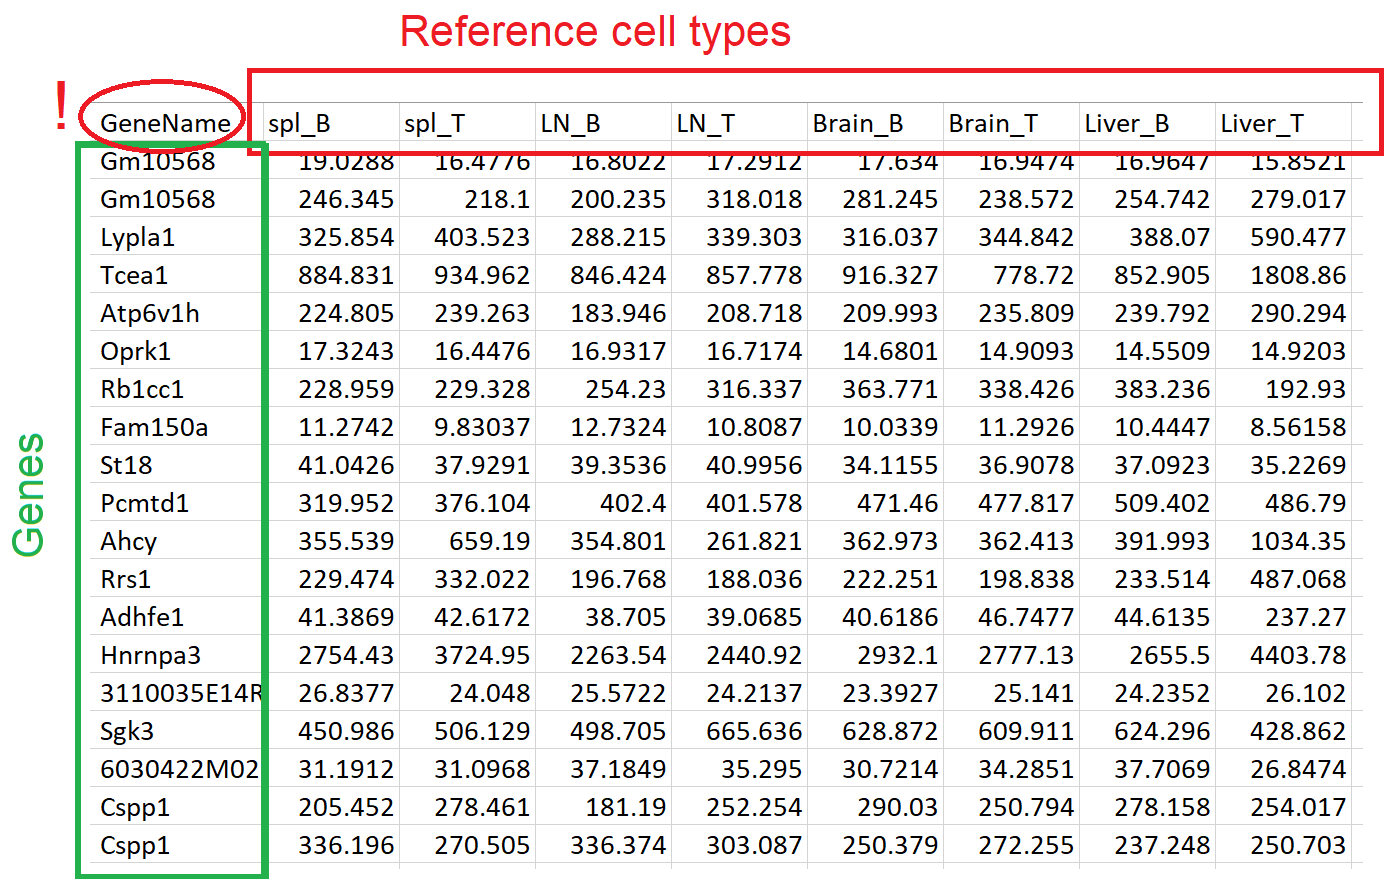 Reference cell types
!
GeneName spl_B spl_T LN_B LN_T Brain_B Brain_T Liver_B Liver_T
Gm10568 19.0288 16.4776 16.8022 17.2912 17.634 16.9474 16.9647 15.8521
Gm10568 246.345 218.1 200.235 318.018 281.245 238.572 254.742 279.017
Lypla1 325.854 403.523 288.215 339.303 316.037 344.842 388.07 590.477
Tcea1 884.831 934.962 846.424 857.778 916.327 778.72 852.905 1808.86
Atp6v1h 224.805 239.263 183.946 208.718 209.993 235.809 239.792 290.294
Oprk1 17.3243 16.4476 16.9317 16.7174 14.6801 14.9093 14.5509 14.9203
Rb1cc1 228.959 229.328 254.23 316.337 363.771 338.426 383.236 192.93
Fam150a 11.2742 9.83037 12.7324 10.8087 10.0339 11.2926 10.4447 8.56158
St18 41.0426 37.9291 39.3536 40.9956 34.1155 36.9078 37.0923 35.2269
Pcmtd1 319.952 376.104 402.4 401.578 471.46 477.817 509.402 486.79
Ahcy 355.539 659.19 354.801 261.821 362.973 362.413 391.993 1034.35
Rrs1 229.474 332.022 196.768 188.036 222.251 198.838 233.514 487.068
Adhfe1 41.3869 42.6172 38.705 39.0685 40.6186 46.7477 44.6135 237.27
Hnrnpa3 2754.43 3724.95 2263.54 2440.92 2932.1 2777.13 2655.5 4403.78
3110035E14R 26.8377 24.048 25.5722 24.2137 23.3927 25.141 24.2352 26.102
Sgk3 450.986 506.129 498.705 665.636 628.872 609.911 624.296 428.862
6030422M02 31.1912 31.0968 37.1849 35.295 30.7214 34.2851 37.7069 26.8474
Cspp1 205.452 278.461 181.19 252.254 290.03 250.794 278.158 254.017
Cspp1 336.196 270.505 336.374 303.087 250.379 272.255 237.248 250.703
Genes